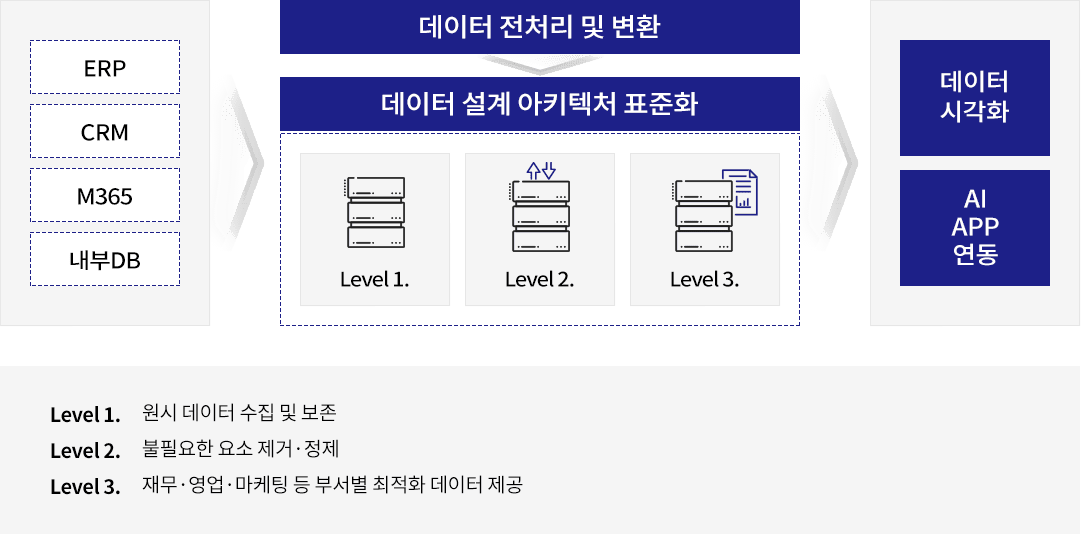 ERP
CRM
M365
내부DB
데이터 전처리 및 변환
데이터 설계 아키텍처 표준화
Level 1.
Level 2.
Level 3.
데이터
시각화
AI
APP
연동
Level 1. 원시 데이터 수집 및 보존
Level 2. 불필요한 요소 제거·정제
Level 3. 재무·영업·마케팅 등 부서별 최적화 데이터 제공